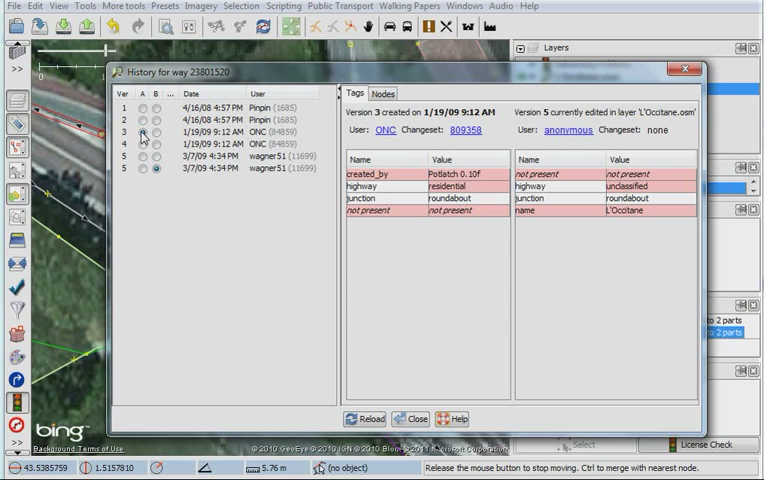 File Edit View Tools More tools Presets Imagery Selection Scripting Public Transport Walking Papers Windows Audio Help
Layers
History for way 23801520
Ver A B ... Date User
1 4/16/08 4:57 PM Pinpin (1685)
2 4/16/08 4:57 PM Pinpin (1685)
3 1/19/09 9:12 AM ONC (84859)
4 1/19/09 9:12 AM ONC (84859)
5 3/7/09 4:34 PM wagner51 (11699)
5 3/7/09 4:34 PM wagner51 (11699)
Tags Nodes
Version 3 created on 1/19/09 9:12 AM
User: ONC Changeset: 809358
Name Value
created_by Potlatch 0.10f
highway residential
junction roundabout
not present not present
Version 5 currently edited in layer 'L'Occitane.osm'
User: anonymous Changeset: none
Name Value
not present not present
highway unclassified
junction roundabout
name L'Occitane
to 2 parts
to 2 parts
Reload Close Help
bing
Background Terms of Use
© 2010 GeoEye © 2010 IGN © 2010 Blom © 2011 Microsoft Corporation
Select License Check
43.5385759 1.5157810 5.76 m (no object) Release the mouse button to stop moving. Ctrl to merge with nearest node.